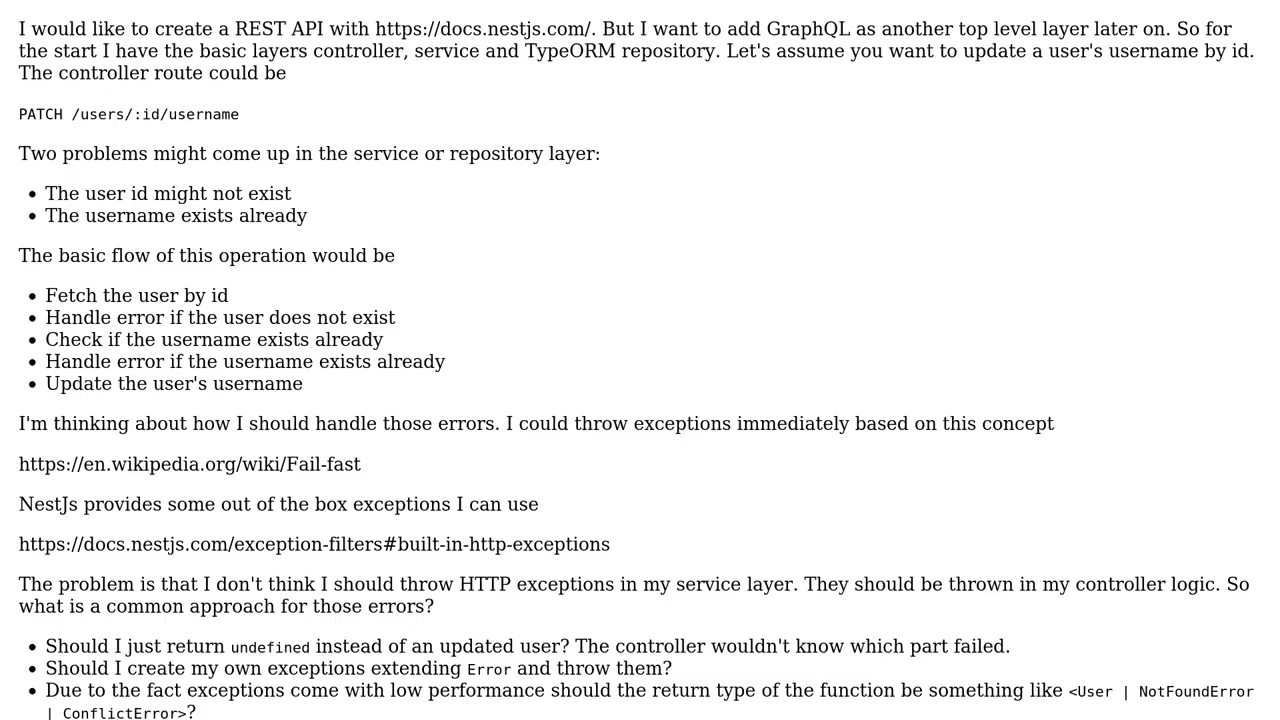 I would like to create a REST API with https://docs.nestjs.com/. But I want to add GraphQL as another top level layer later on. So for
the start I have the basic layers controller, service and TypeORM repository. Let's assume you want to update a user's username by id.
The controller route could be
PATCH /users/:id/username
Two problems might come up in the service or repository layer:
• The user id might not exist
• The username exists already
The basic flow of this operation would be
• Fetch the user by id
• Handle error if the user does not exist
• Check if the username exists already
• Handle error if the username exists already
• Update the user's username
I'm thinking about how I should handle those errors. I could throw exceptions immediately based on this concept
https://en.wikipedia.org/wiki/Fail-fast
NestJs provides some out of the box exceptions I can use
https://docs.nestjs.com/exception-filters#built-in-http-exceptions
The problem is that I don't think I should throw HTTP exceptions in my service layer. They should be thrown in my controller logic. So
what is a common approach for those errors?
• Should I just return undefined instead of an updated user? The controller wouldn't know which part failed.
• Should I create my own exceptions extending Error and throw them?
• Due to the fact exceptions come with low performance should the return type of the function be something like <User | NotFoundError
| ConflictError>?